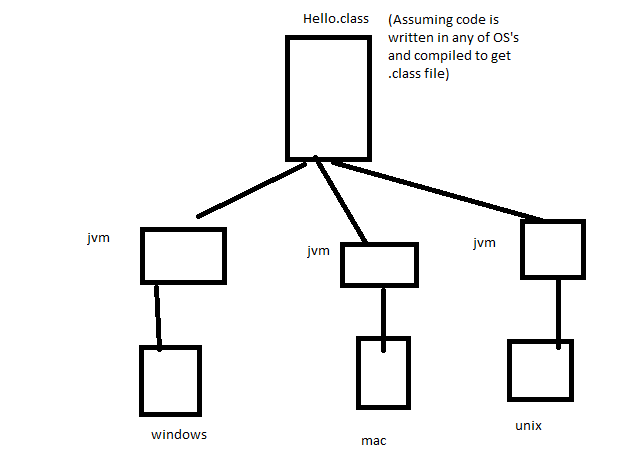 Hello.class
(Assuming code is
written in any of OS's
and compiled to get
.class file)
jvm
jvm
jvm
windows
mac
unix